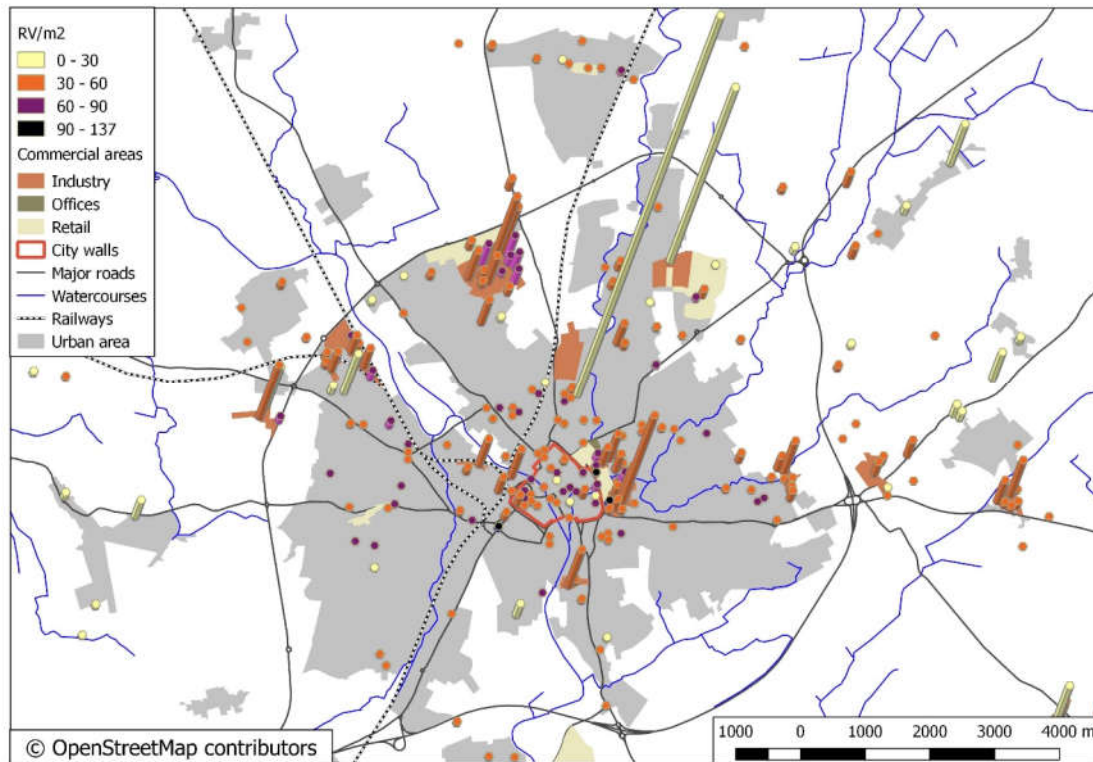 RV/m2
0 - 30
30 - 60
60 - 90
90 - 137
Commercial areas
Industry
Offices
Retail
City walls
Major roads
Watercourses
Railways
Urban area
© OpenStreetMap contributors
1000 0 1000 2000 3000 4000 m